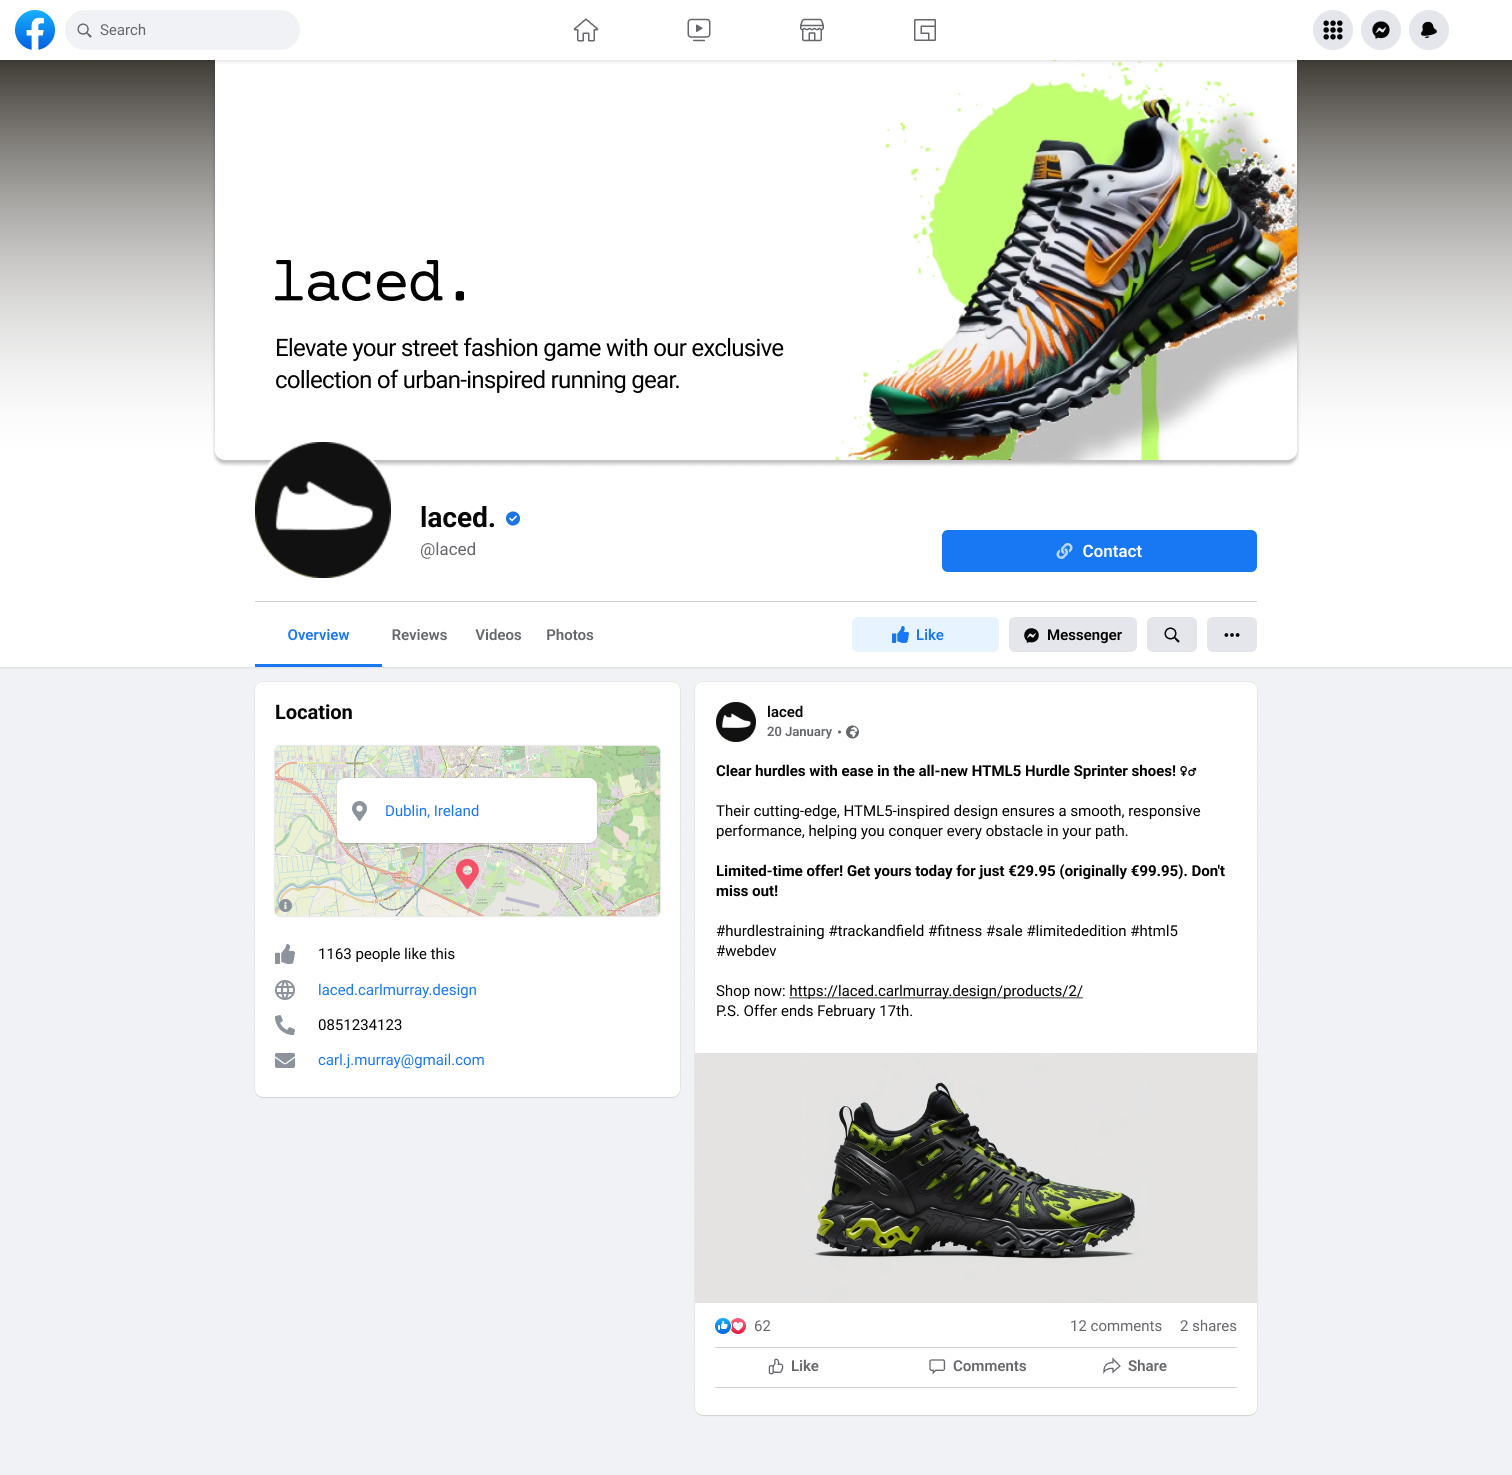 Search
laced.
Elevate your street fashion game with our exclusive
collection of urban-inspired running gear.
laced.
@laced
Contact
Overview
Reviews
Videos
Photos
Like
Messenger
Location
Dublin, Ireland
1163 people like this
laced.carlmurray.design
0851234123
carl.j.murray@gmail.com
laced
20 January •
Clear hurdles with ease in the all-new HTML5 Hurdle Sprinter shoes! ♀♂
Their cutting-edge, HTML5-inspired design ensures a smooth, responsive
performance, helping you conquer every obstacle in your path.
Limited-time offer! Get yours today for just €29.95 (originally €99.95). Don't
miss out!
#hurdlestraining #trackandfield #fitness #sale #limitededition #html5
#webdev
Shop now: https://laced.carlmurray.design/products/2/
P.S. Offer ends February 17th.
62
12 comments
2 shares
Like
Comments
Share